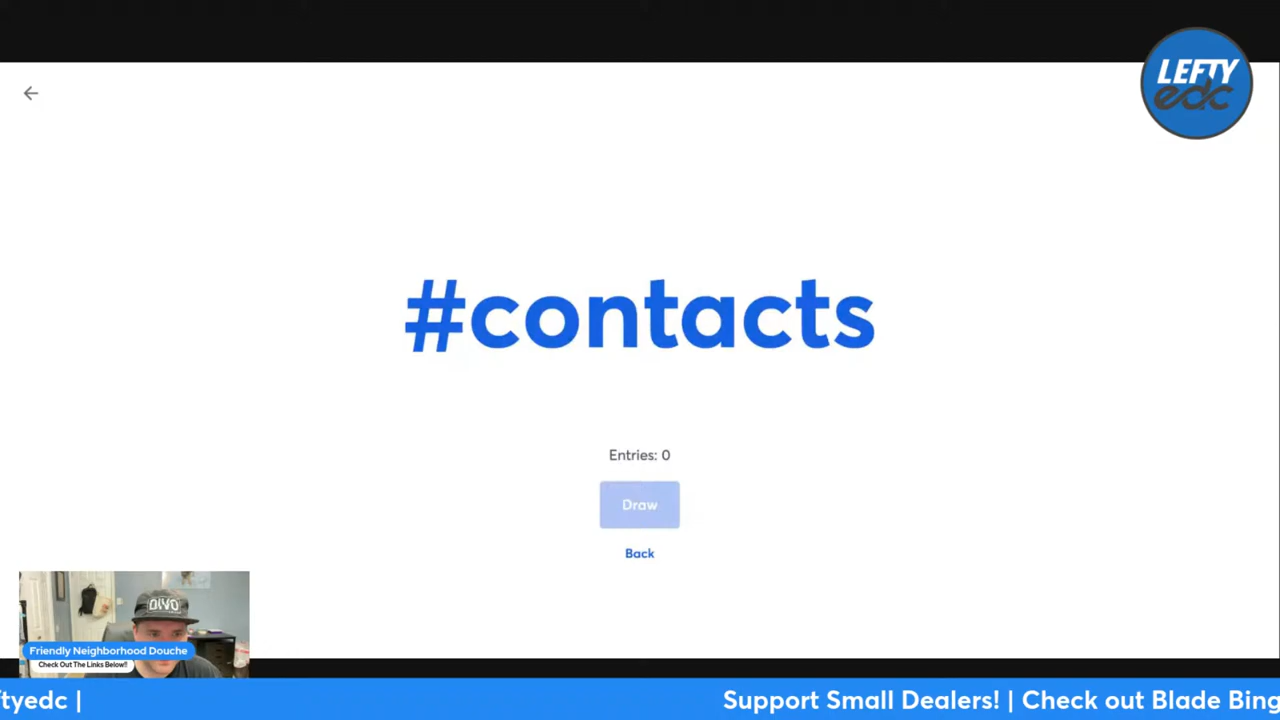 LEFTY
edc
#contacts
Entries: 0
Draw
Back
DIVO
Friendly Neighborhood Douche
Check Out The Links Below!!
ftyedc |
Support Small Dealers! | Check out Blade Bing